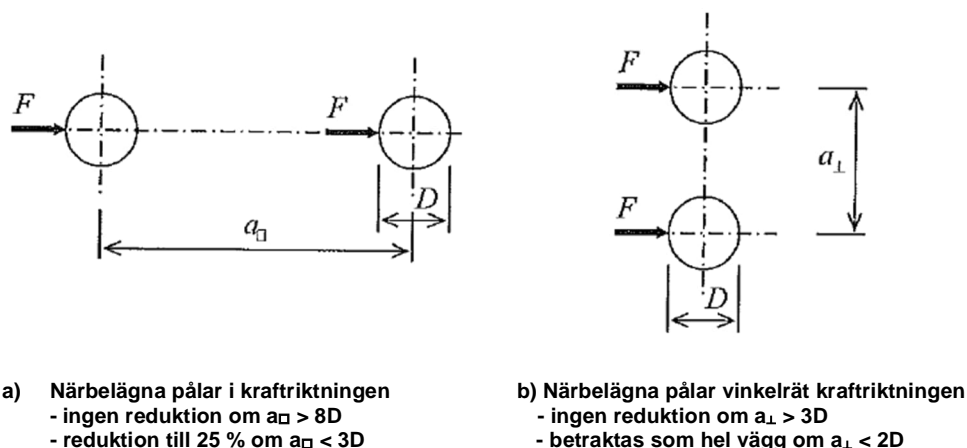 F
F
D
a□
F
F
a⊥
D
a) Närbelägna pålar i kraftriktningen
- ingen reduktion om a□ > 8D
- reduktion till 25 % om a□ < 3D
b) Närbelägna pålar vinkelrät kraftriktningen
- ingen reduktion om a⊥ > 3D
- betraktas som hel vägg om a⊥ < 2D